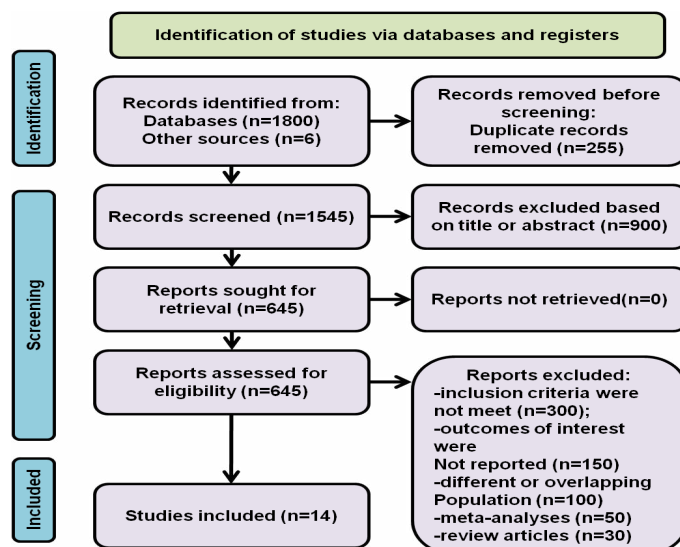 Identification of studies via databases and registers
Identification
Records identified from:
Databases (n=1800)
Other sources (n=6)
Records removed before
screening:
Duplicate records
removed (n=255)
Screening
Records screened (n=1545)
Records excluded based
on title or abstract (n=900)
Reports sought for
retrieval (n=645)
Reports not retrieved(n=0)
Reports assessed for
eligibility (n=645)
Reports excluded:
-inclusion criteria were
not meet (n=300);
-outcomes of interest
were
Not reported (n=150)
-different or overlapping
Population (n=100)
-meta-analyses (n=50)
-review articles (n=30)
Included
Studies included (n=14)